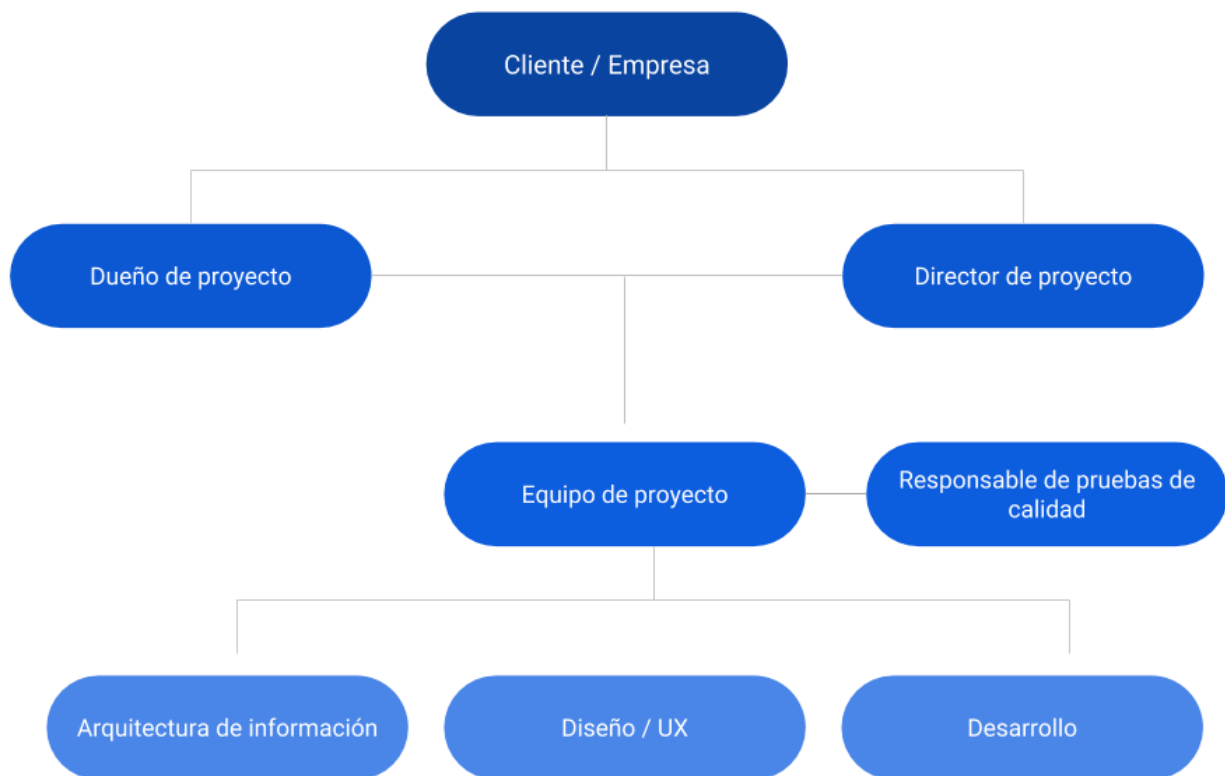 Cliente / Empresa
Dueño de proyecto
Director de proyecto
Equipo de proyecto
Responsable de pruebas de
calidad
Arquitectura de información
Diseño / UX
Desarrollo